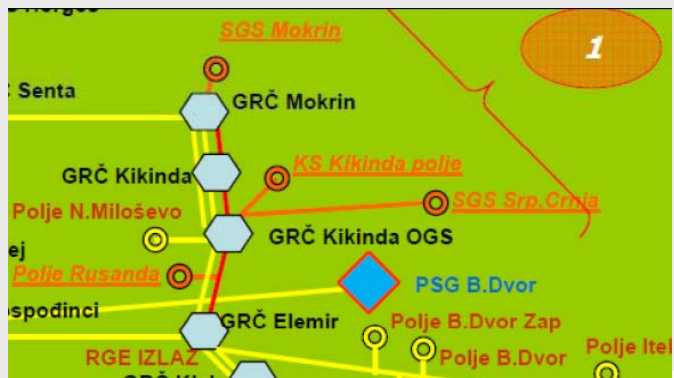 SGS Mokrin
1
Senta
GRČ Mokrin
GRČ Kikinda
KS Kikinda polje
Polje N.Miloševo
SGS Srp.Crnja
GRČ Kikinda OGS
ej
Polje Rusanda
PSG B.Dvor
ospođinci
GRČ Elemir
Polje B.Dvor Zap
RGE IZLAZ
Polje B.Dvor
Polje Itel